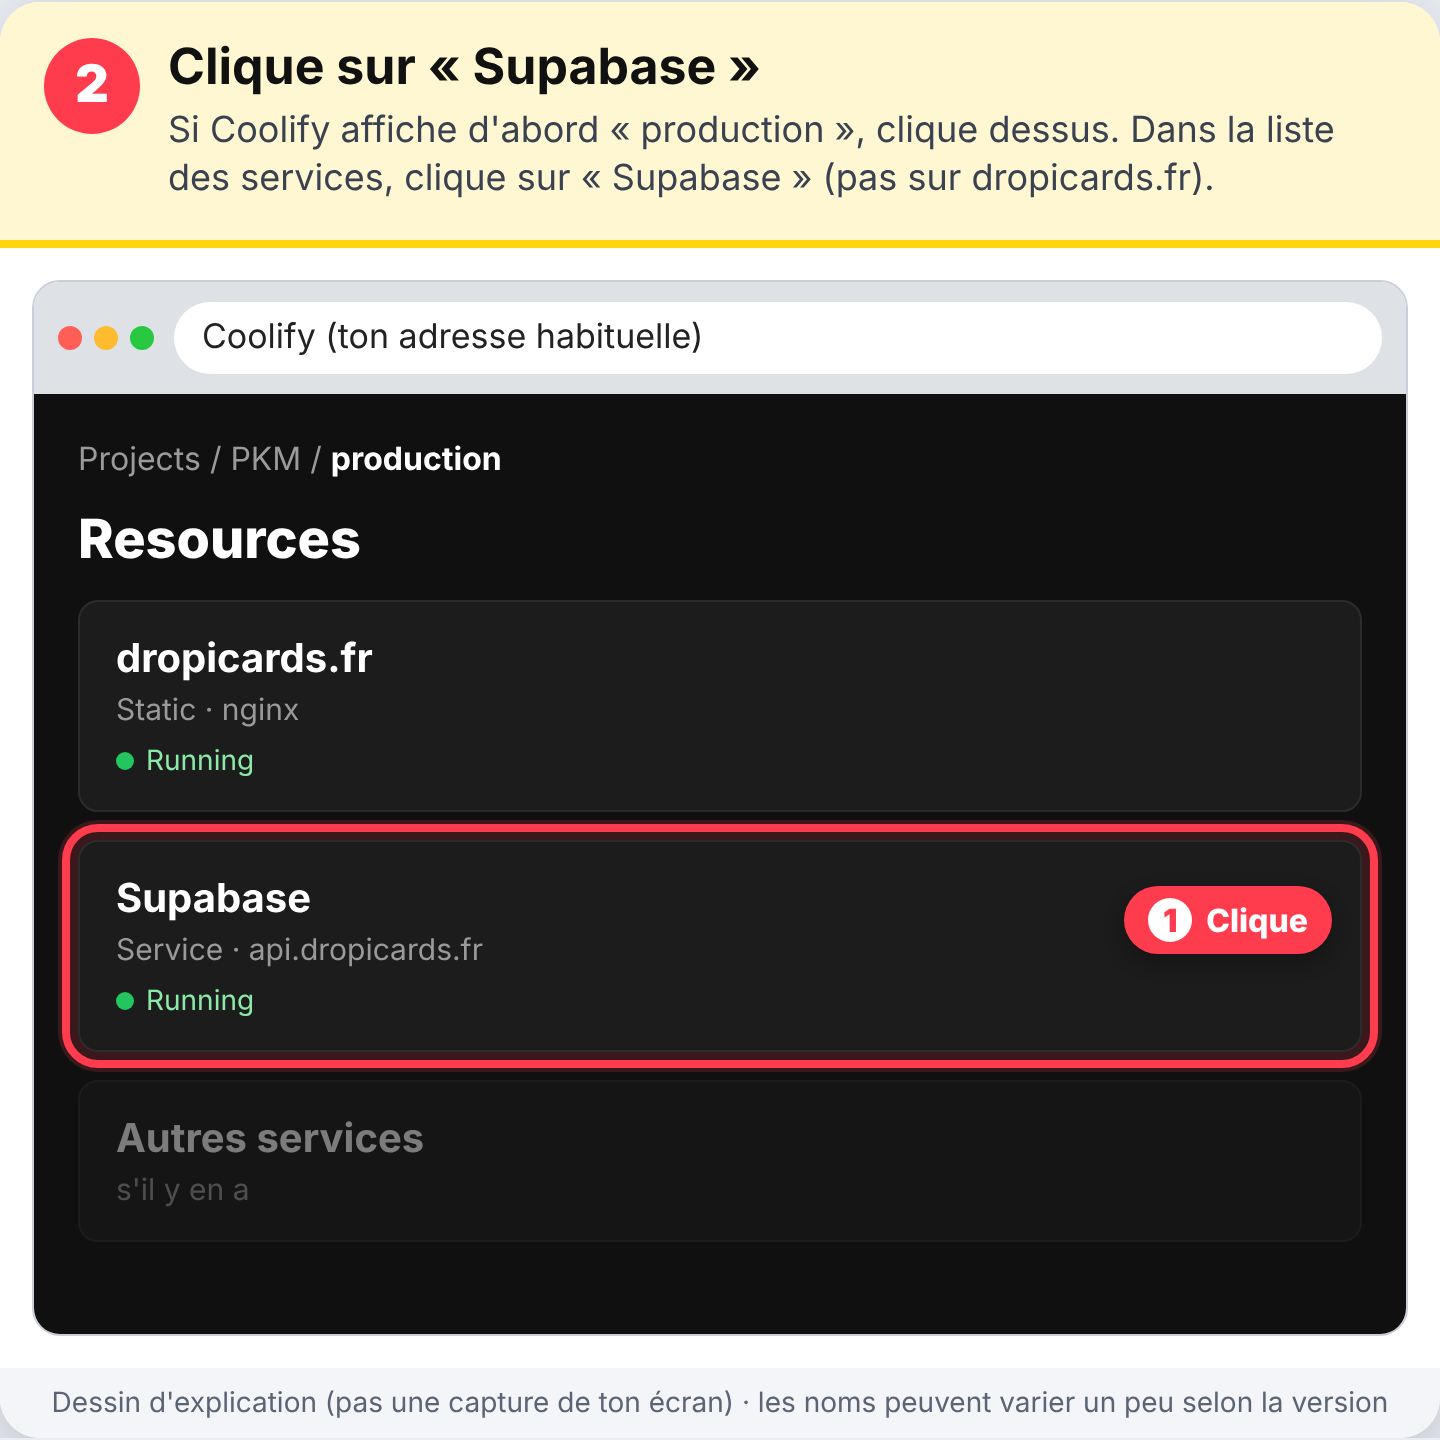 2
Clique sur « Supabase »
Si Coolify affiche d'abord « production », clique dessus. Dans la liste
des services, clique sur « Supabase » (pas sur dropicards.fr).
Coolify (ton adresse habituelle)
Projects / PKM / production
Resources
dropicards.fr
Static · nginx
Running
Supabase
Service · api.dropicards.fr
Running
1 Clique
Autres services
s'il y en a
Dessin d'explication (pas une capture de ton écran) · les noms peuvent varier un peu selon la version